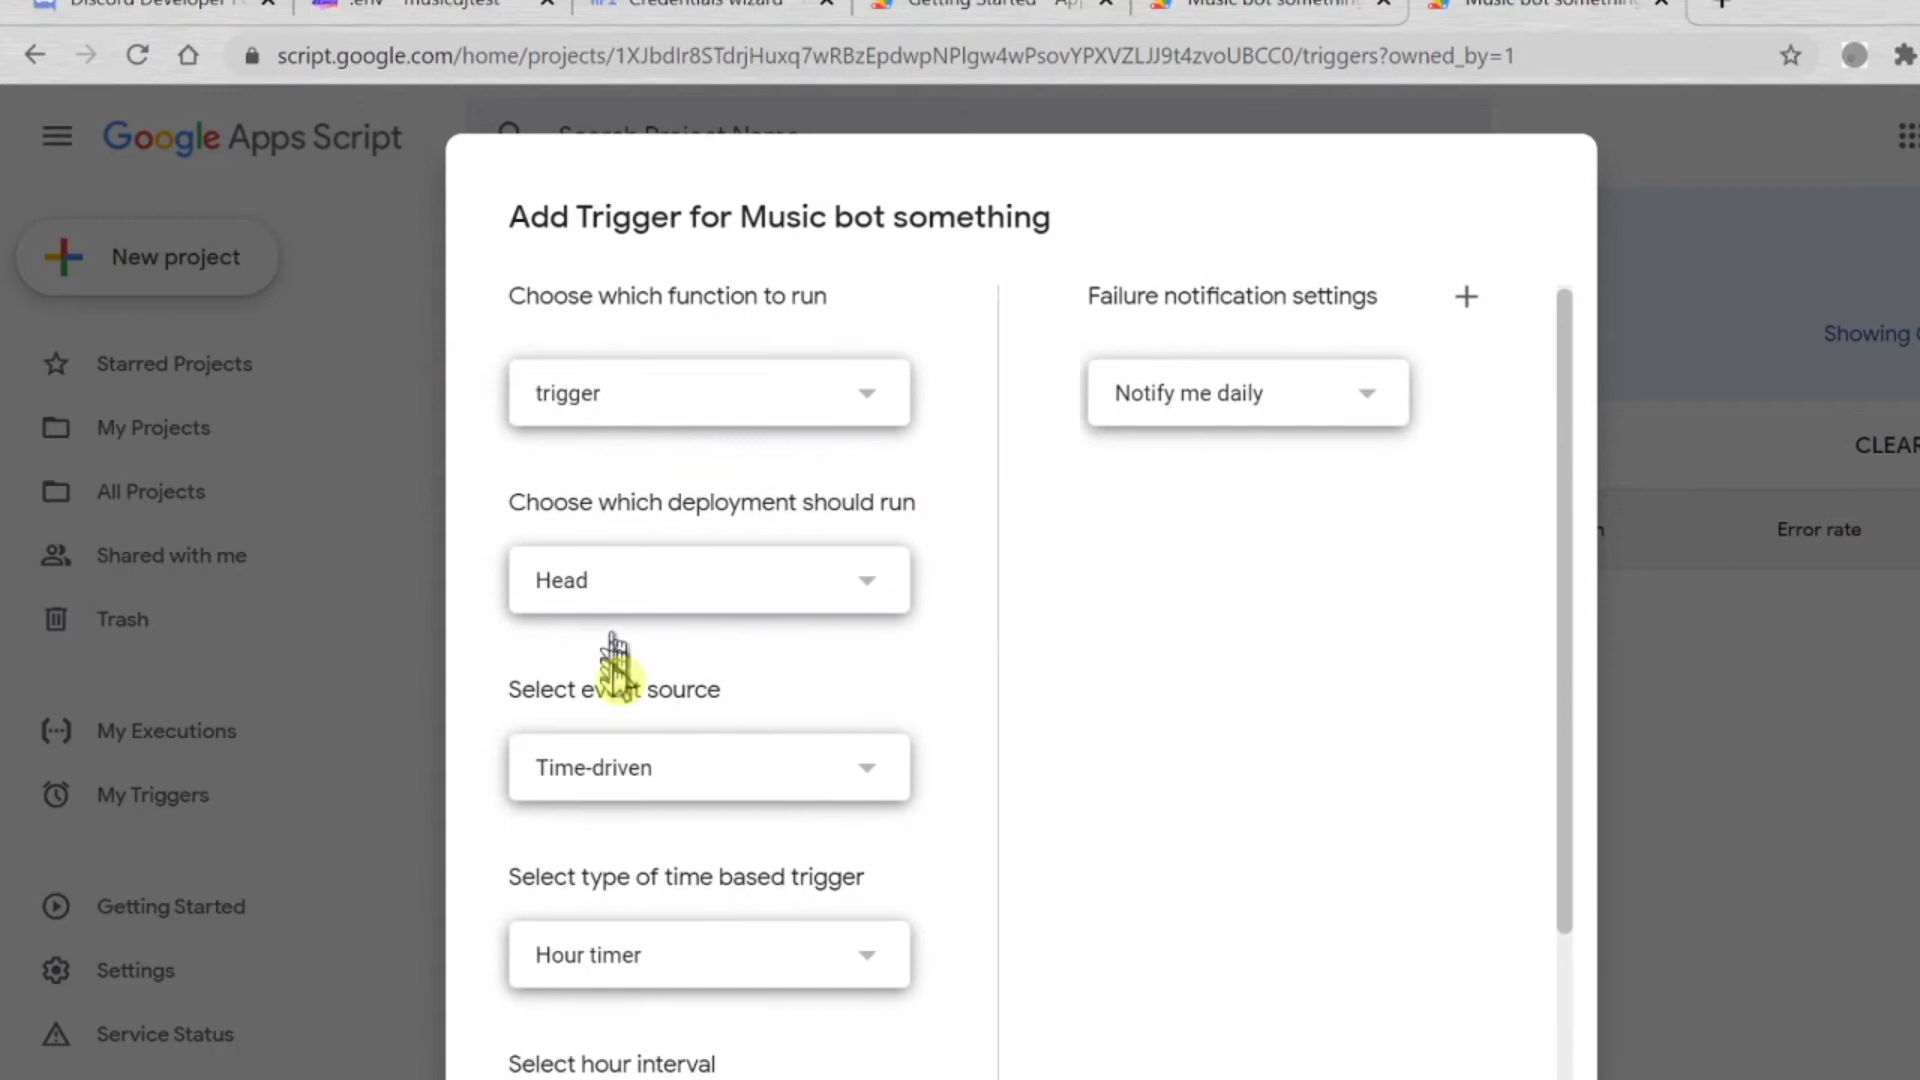 script.google.com/home/projects/1XJbdIr8STdrjHuxq7wRBzEpdwpNPlgw4wPsovYPXVZLJJ9t4zvoUBCC0/triggers?owned_by=1
Google Apps Script
New project
Starred Projects
My Projects
All Projects
Shared with me
Trash
My Executions
My Triggers
Getting Started
Settings
Service Status
Add Trigger for Music bot something
Choose which function to run
trigger
Choose which deployment should run
Head
Select event source
Time-driven
Select type of time based trigger
Hour timer
Select hour interval
Failure notification settings
Notify me daily
Showing
CLEAR
Error rate